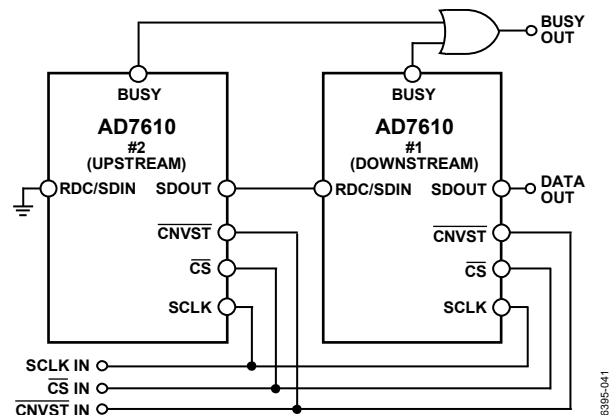 BUSY
OUT
BUSY
BUSY
AD7610
#2
(UPSTREAM)
AD7610
#1
(DOWNSTREAM)
RDC/SDIN SDOUT
RDC/SDIN SDOUT
DATA
OUT
CNVST
CNVST
CS
CS
SCLK
SCLK
SCLK IN
CS IN
CNVST IN
6395-041